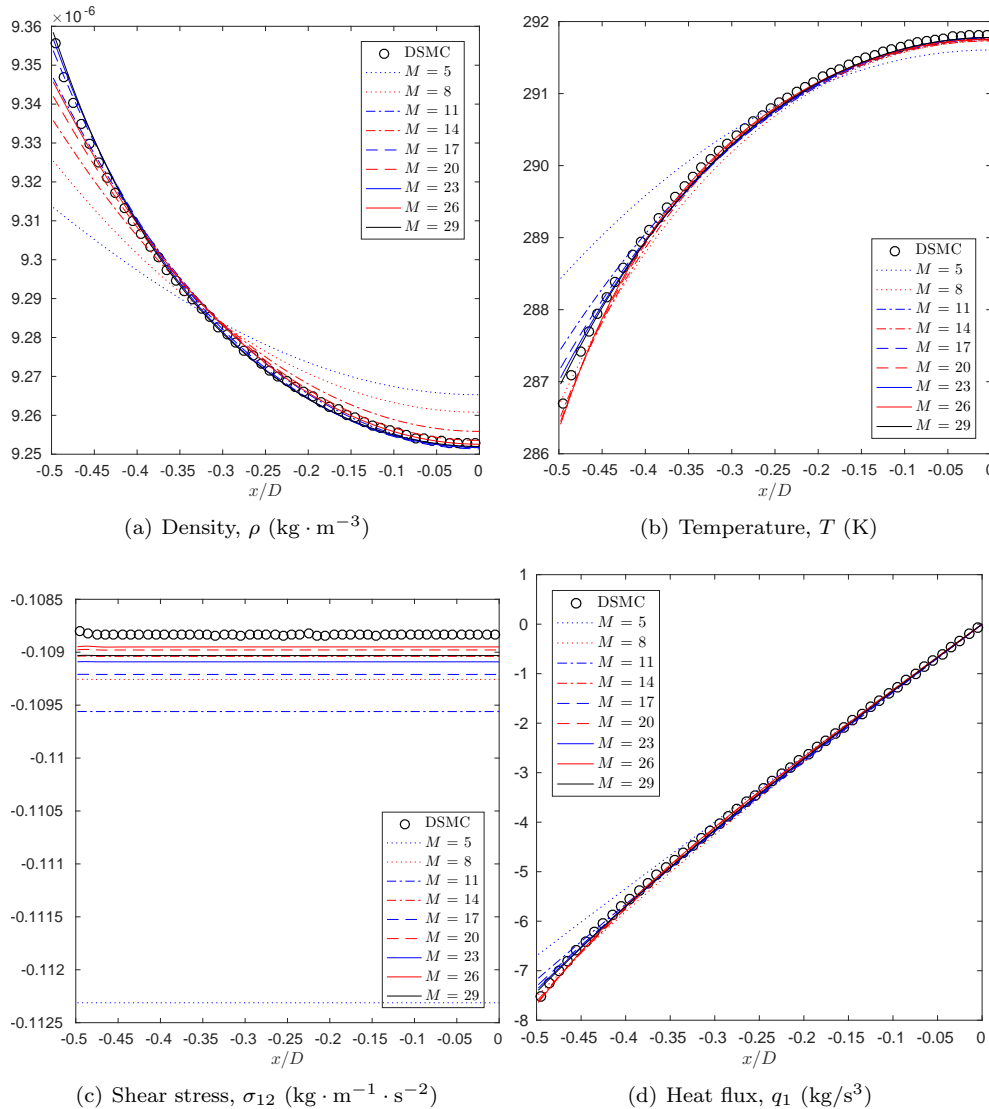 ×10⁻⁶
9.36
9.35
9.34
9.33
9.32
9.31
9.3
9.29
9.28
9.27
9.26
9.25
-0.5 -0.45 -0.4 -0.35 -0.3 -0.25 -0.2 -0.15 -0.1 -0.05 0
x/D
DSMC
M = 5
M = 8
M = 11
M = 14
M = 17
M = 20
M = 23
M = 26
M = 29
(a) Density, ρ (kg · m⁻³)
292
291
290
289
288
287
286
-0.5 -0.45 -0.4 -0.35 -0.3 -0.25 -0.2 -0.15 -0.1 -0.05 0
x/D
DSMC
M = 5
M = 8
M = 11
M = 14
M = 17
M = 20
M = 23
M = 26
M = 29
(b) Temperature, T (K)
-0.1085
-0.109
-0.1095
-0.11
-0.1105
-0.111
-0.1115
-0.112
-0.1125
-0.5 -0.45 -0.4 -0.35 -0.3 -0.25 -0.2 -0.15 -0.1 -0.05 0
x/D
DSMC
M = 5
M = 8
M = 11
M = 14
M = 17
M = 20
M = 23
M = 26
M = 29
(c) Shear stress, σ₁₂ (kg · m⁻¹ · s⁻²)
1
0
-1
-2
-3
-4
-5
-6
-7
-8
-0.5 -0.45 -0.4 -0.35 -0.3 -0.25 -0.2 -0.15 -0.1 -0.05 0
x/D
DSMC
M = 5
M = 8
M = 11
M = 14
M = 17
M = 20
M = 23
M = 26
M = 29
(d) Heat flux, q₁ (kg/s³)